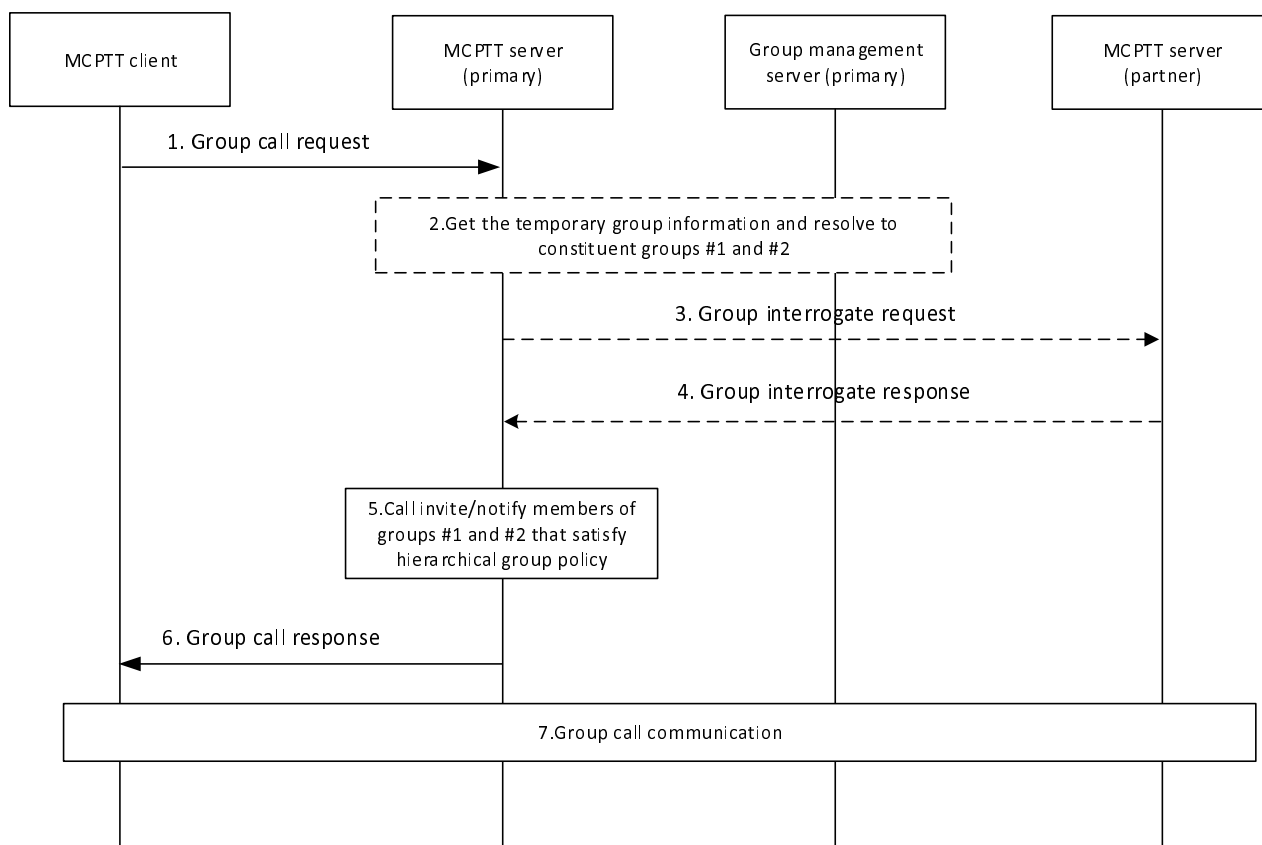 MCPTT client
MCPTT server
(primary)
Group management
server (primary)
MCPTT server
(partner)
1. Group call request
2.Get the temporary group information and resolve to
constituent groups #1 and #2
3. Group interrogate request
4. Group interrogate response
5.Call invite/notify members of
groups #1 and #2 that satisfy
hierarchical group policy
6. Group call response
7.Group call communication